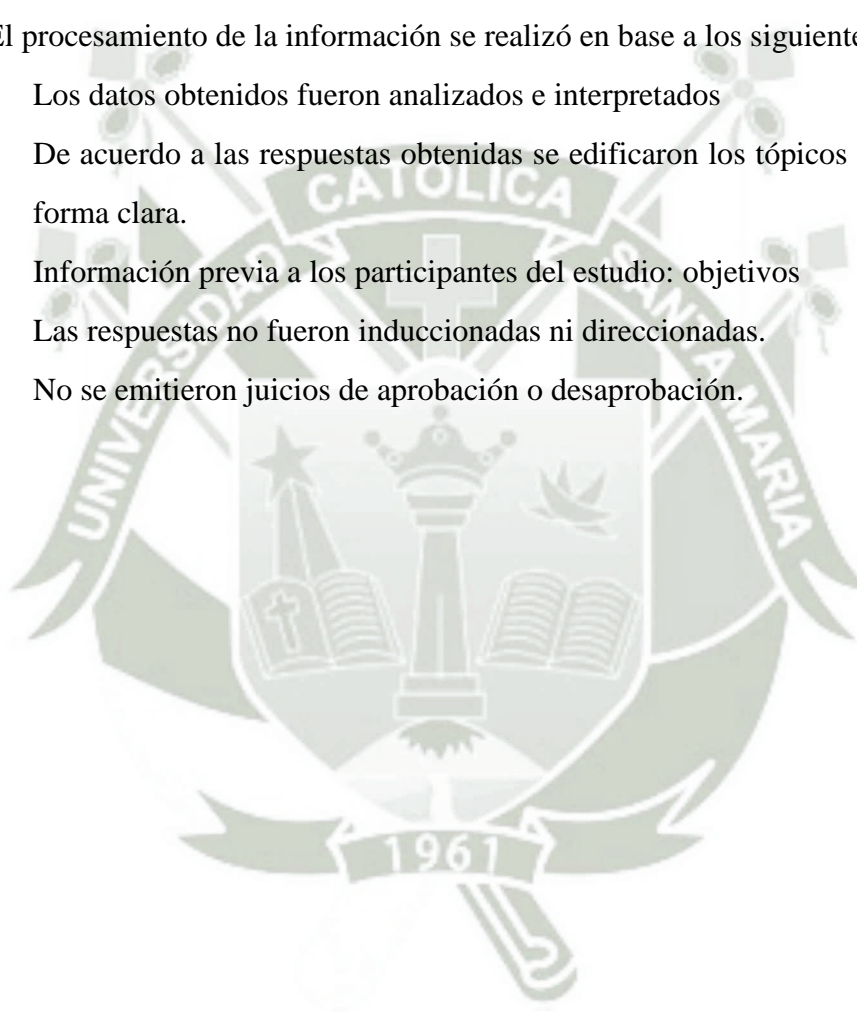 El procesamiento de la información se realizó en base a los siguiente
Los datos obtenidos fueron analizados e interpretados
De acuerdo a las respuestas obtenidas se edificaron los tópicos
forma clara.
Información previa a los participantes del estudio: objetivos
Las respuestas no fueron induccionadas ni direccionadas.
No se emitieron juicios de aprobación o desaprobación.
UNIVERSIDAD CATOLICA SANTA MARIA
1961